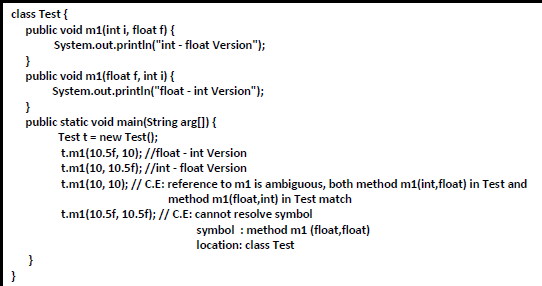 class Test {
public void m1(int i, float f) {
System.out.println("int - float Version");
}
public void m1(float f, int i) {
System.out.println("float - int Version");
}
public static void main(String arg[]) {
Test t = new Test();
t.m1(10.5f, 10); //float - int Version
t.m1(10, 10.5f); //int - float Version
t.m1(10, 10); // C.E: reference to m1 is ambiguous, both method m1(int,float) in Test and
method m1(float,int) in Test match
t.m1(10.5f, 10.5f); // C.E: cannot resolve symbol
symbol : method m1 (float,float)
location: class Test
}
}